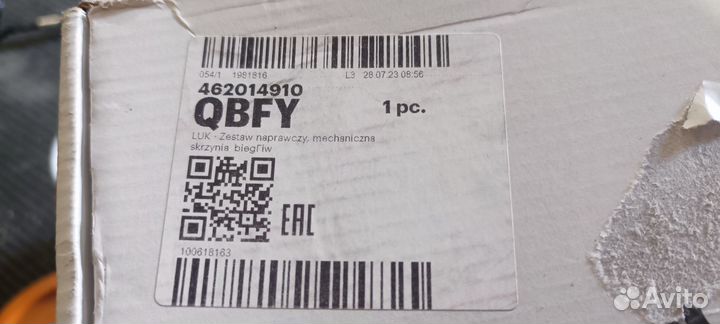 054/1 1981816 L3 28.07.23 08:56
462014910
QBFY 1 pc.
LUK - Zestaw naprawczy, mechaniczna
skrzynia biegГіw
EAC
100618163
Avito